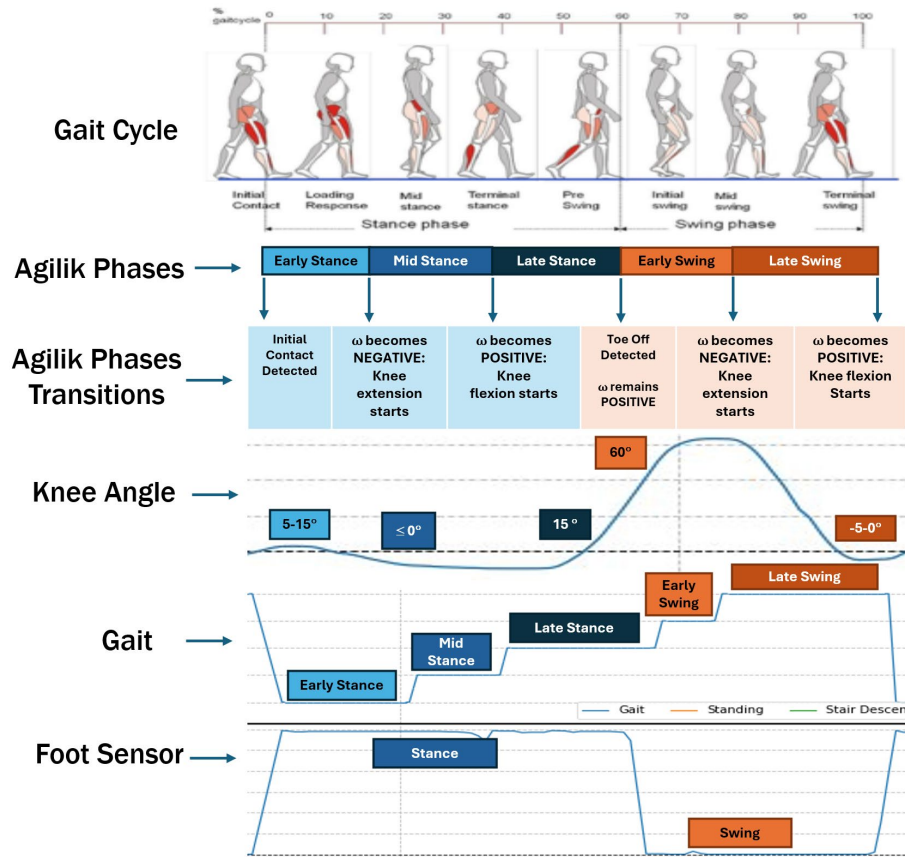 %
gaitcycle
0 10 20 30 40 50 60 70 80 90 100
Gait Cycle
Initial
Contact
Loading
Response
Mid
stance
Terminal
stance
Pre
Swing
Initial
swing
Mid
swing
Terminal
swing
Stance phase
Swing phase
Agilik Phases
Early Stance
Mid Stance
Late Stance
Early Swing
Late Swing
Agilik Phases
Transitions
Initial
Contact
Detected
ω becomes
NEGATIVE:
Knee
extension
starts
ω becomes
POSITIVE:
Knee
flexion starts
Toe Off
Detected
ω remains
POSITIVE
ω becomes
NEGATIVE:
Knee
extension
starts
ω becomes
POSITIVE:
Knee flexion
Starts
Knee Angle
5-15°
≤ 0°
15 °
60°
-5-0°
Gait
Early Stance
Mid
Stance
Late Stance
Early
Swing
Late Swing
Gait
Standing
Stair Descen
Foot Sensor
Stance
Swing